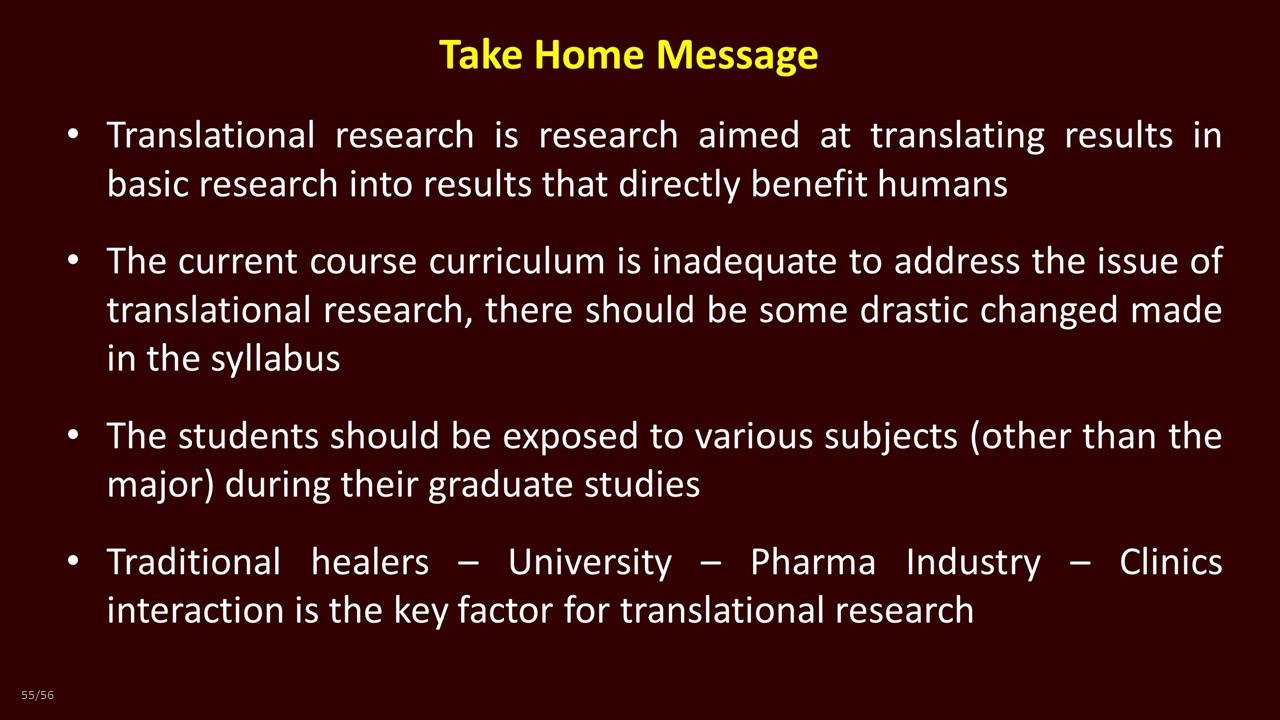 Take Home Message
• Translational research is research aimed at translating results in
basic research into results that directly benefit humans
• The current course curriculum is inadequate to address the issue of
translational research, there should be some drastic changed made
in the syllabus
• The students should be exposed to various subjects (other than the
major) during their graduate studies
• Traditional healers – University – Pharma Industry – Clinics
interaction is the key factor for translational research
55/56